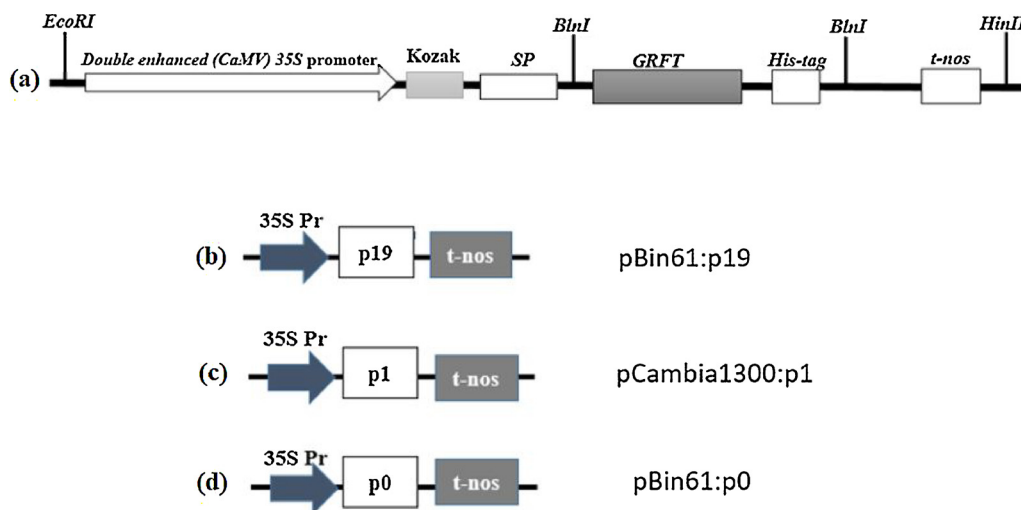 EcoRI BlnI BlnI HinII
Double enhanced (CaMV) 35S promoter Kozak SP GRFT His-tag t-nos
(a)
35S Pr
(b) p19 t-nos pBin61:p19
35S Pr
(c) p1 t-nos pCambia1300:p1
35S Pr
(d) p0 t-nos pBin61:p0